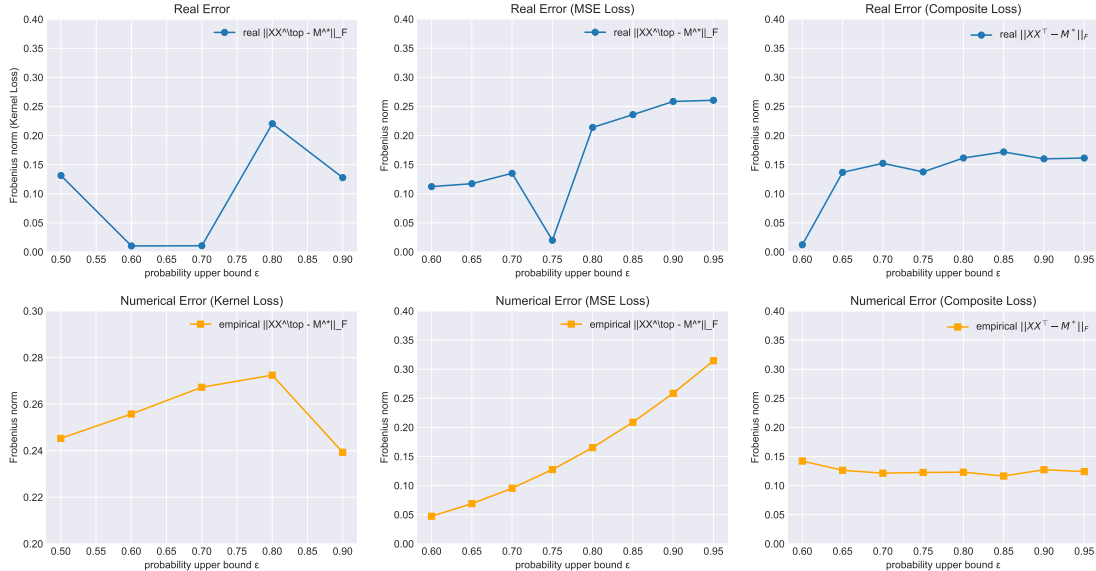 Real Error
real ||XX^\top - M^*||_F
Frobenius norm (Kernel Loss)
0.40
0.35
0.30
0.25
0.20
0.15
0.10
0.05
0.00
0.50 0.55 0.60 0.65 0.70 0.75 0.80 0.85 0.90
probability upper bound ε
Real Error (MSE Loss)
real ||XX^\top - M^*||_F
Frobenius norm
0.40
0.35
0.30
0.25
0.20
0.15
0.10
0.05
0.00
0.60 0.65 0.70 0.75 0.80 0.85 0.90 0.95
probability upper bound ε
Real Error (Composite Loss)
real ||XX⊤ − M*||F
Frobenius norm
0.40
0.35
0.30
0.25
0.20
0.15
0.10
0.05
0.00
0.60 0.65 0.70 0.75 0.80 0.85 0.90 0.95
probability upper bound ε
Numerical Error (Kernel Loss)
empirical ||XX^\top - M^*||_F
Frobenius norm
0.30
0.28
0.26
0.24
0.22
0.20
0.50 0.55 0.60 0.65 0.70 0.75 0.80 0.85 0.90
probability upper bound ε
Numerical Error (MSE Loss)
empirical ||XX^\top - M^*||_F
Frobenius norm
0.40
0.35
0.30
0.25
0.20
0.15
0.10
0.05
0.00
0.60 0.65 0.70 0.75 0.80 0.85 0.90 0.95
probability upper bound ε
Numerical Error (Composite Loss)
empirical ||XX⊤ − M*||F
Frobenius norm
0.40
0.35
0.30
0.25
0.20
0.15
0.10
0.05
0.00
0.60 0.65 0.70 0.75 0.80 0.85 0.90 0.95
probability upper bound ε